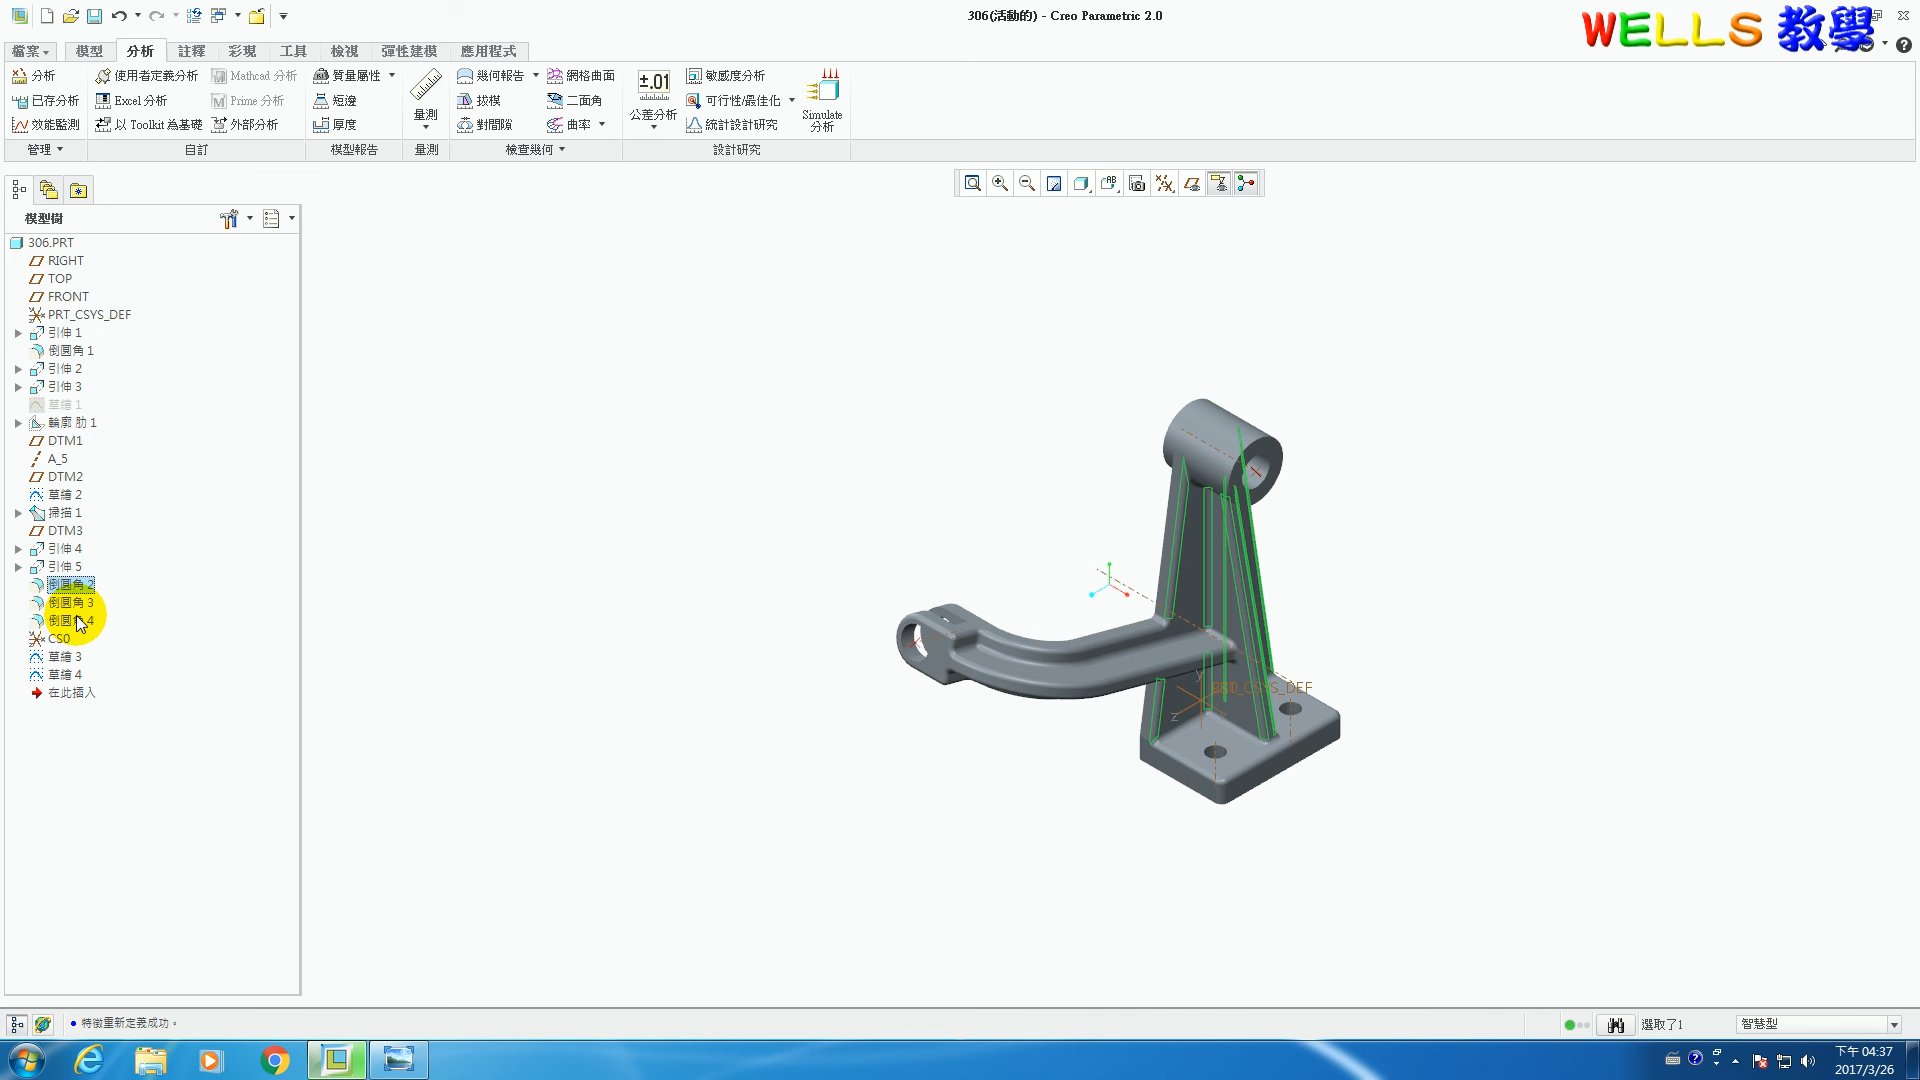 306(活動的) - Creo Parametric 2.0
WELLS 教學
檔案 模型 分析 註釋 彩現 工具 檢視 彈性建模 應用程式
分析 使用者定義分析 Mathcad 分析 質量屬性 幾何報告 網格曲面 敏感度分析
已存分析 Excel 分析 Prime 分析 短邊 拔模 二面角 可行性/最佳化
效能監測 以 Toolkit 為基礎 外部分析 厚度 對間隙 曲率 統計設計研究
量測 ±.01 公差分析 Simulate
分析
管理 自訂 模型報告 量測 檢查幾何 設計研究
模型樹
306.PRT
RIGHT
TOP
FRONT
PRT_CSYS_DEF
引伸 1
倒圓角 1
引伸 2
引伸 3
草繪 1
輪廓 肋 1
DTM1
A_5
DTM2
草繪 2
掃描 1
DTM3
引伸 4
引伸 5
倒圓角 2
倒圓角 3
倒圓角 4
CS0
草繪 3
草繪 4
在此插入
y
z
特徵重新定義成功。
選取了1
智慧型
下午 04:37
2017/3/26